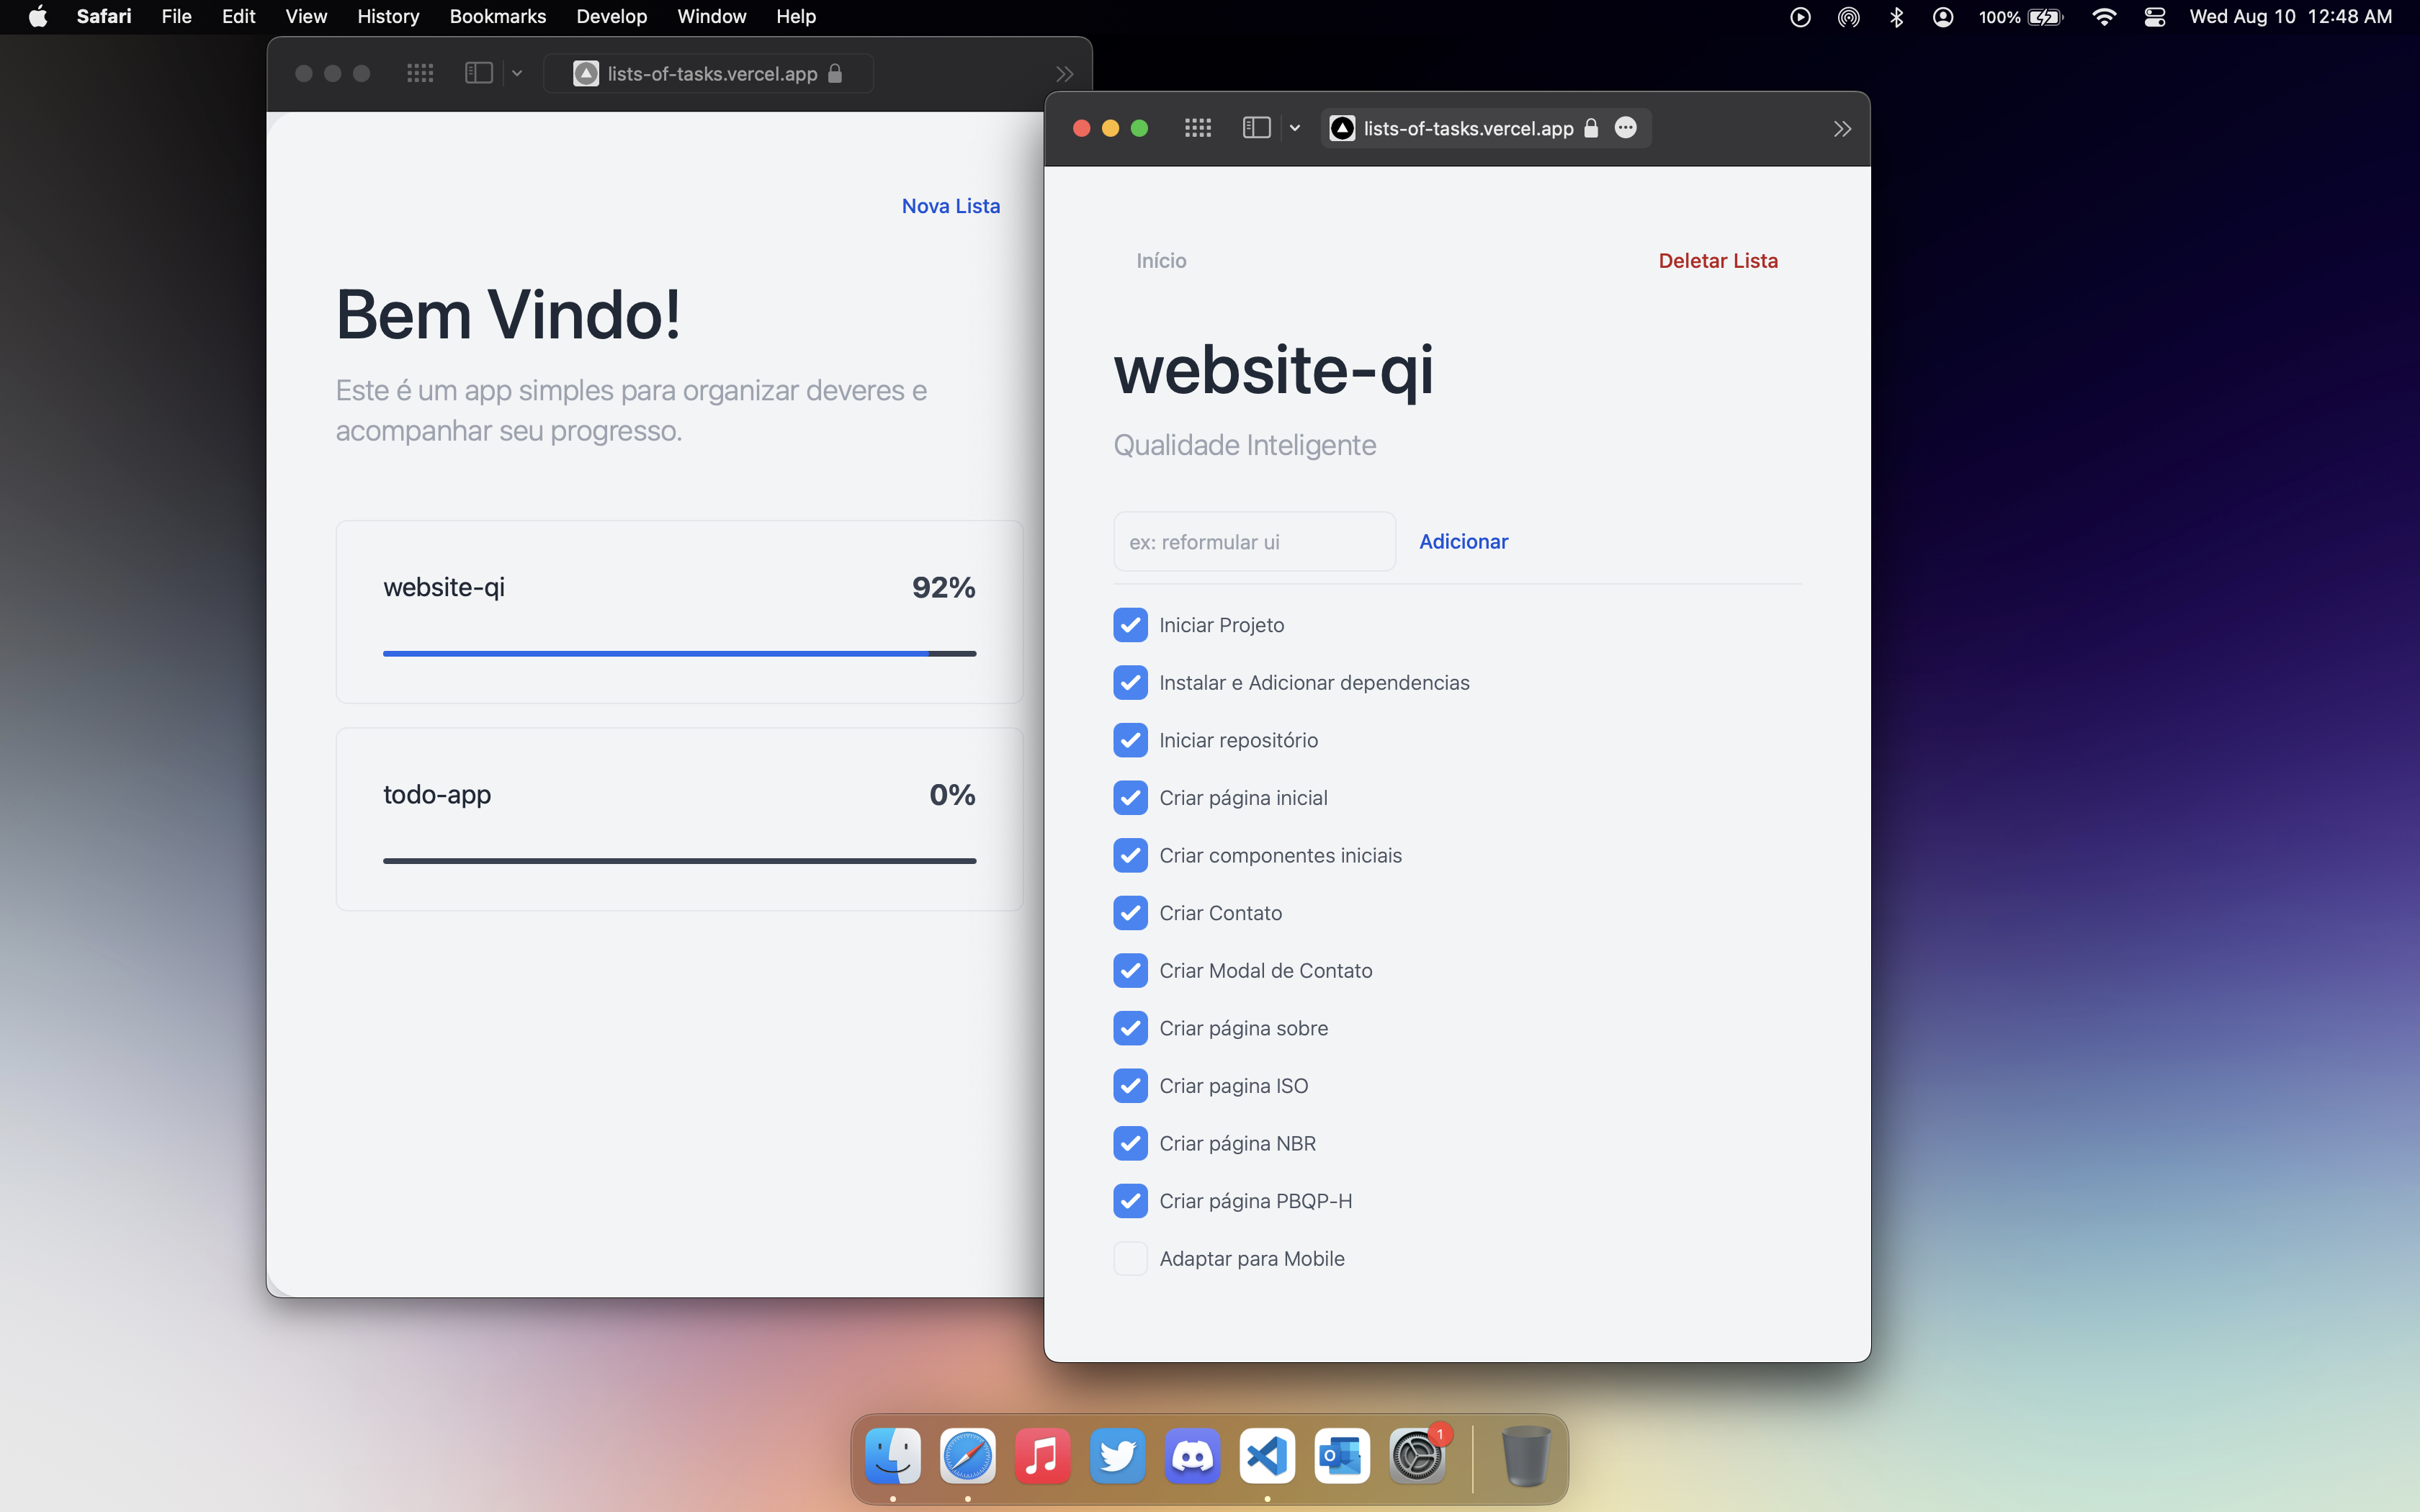 Safari File Edit View History Bookmarks Develop Window Help 100% Wed Aug 10 12:48 AM
lists-of-tasks.vercel.app
Nova Lista
Bem Vindo!
Este é um app simples para organizar deveres e
acompanhar seu progresso.
website-qi 92%
todo-app 0%
lists-of-tasks.vercel.app
Início Deletar Lista
website-qi
Qualidade Inteligente
ex: reformular ui Adicionar
Iniciar Projeto
Instalar e Adicionar dependencias
Iniciar repositório
Criar página inicial
Criar componentes iniciais
Criar Contato
Criar Modal de Contato
Criar página sobre
Criar pagina ISO
Criar página NBR
Criar página PBQP-H
Adaptar para Mobile
1